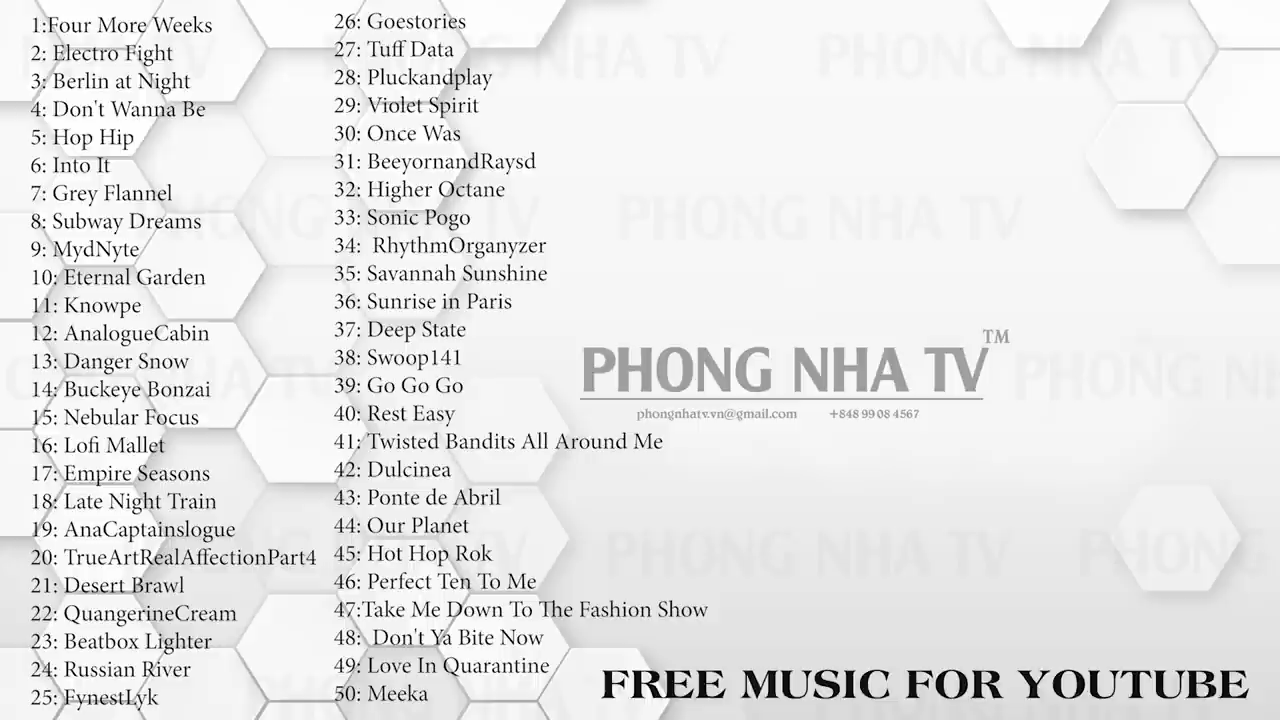 1:Four More Weeks
2: Electro Fight
3: Berlin at Night
4: Don't Wanna Be
5: Hop Hip
6: Into It
7: Grey Flannel
8: Subway Dreams
9: MydNyte
10: Eternal Garden
11: Knowpe
12: AnalogueCabin
13: Danger Snow
14: Buckeye Bonzai
15: Nebular Focus
16: Lofi Mallet
17: Empire Seasons
18: Late Night Train
19: AnaCaptainslogue
20: TrueArtRealAffectionPart4
21: Desert Brawl
22: QuangerineCream
23: Beatbox Lighter
24: Russian River
25: FynestLyk
26: Goestories
27: Tuff Data
28: Pluckandplay
29: Violet Spirit
30: Once Was
31: BeeyornandRaysd
32: Higher Octane
33: Sonic Pogo
34: RhythmOrganyzer
35: Savannah Sunshine
36: Sunrise in Paris
37: Deep State
38: Swoop141
39: Go Go Go
40: Rest Easy
41: Twisted Bandits All Around Me
42: Dulcinea
43: Ponte de Abril
44: Our Planet
45: Hot Hop Rok
46: Perfect Ten To Me
47:Take Me Down To The Fashion Show
48: Don't Ya Bite Now
49: Love In Quarantine
50: Meeka
PHONG NHA TV™
phongnhatv.vn@gmail.com +848 99 08 4567
FREE MUSIC FOR YOUTUBE